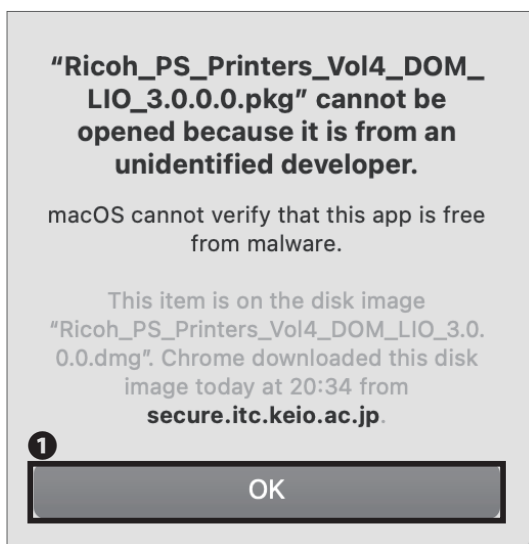 “Ricoh_PS_Printers_Vol4_DOM_
LIO_3.0.0.0.pkg” cannot be
opened because it is from an
unidentified developer.
macOS cannot verify that this app is free
from malware.
This item is on the disk image
“Ricoh_PS_Printers_Vol4_DOM_LIO_3.0.
0.0.dmg”. Chrome downloaded this disk
image today at 20:34 from
secure.itc.keio.ac.jp.
❶
OK